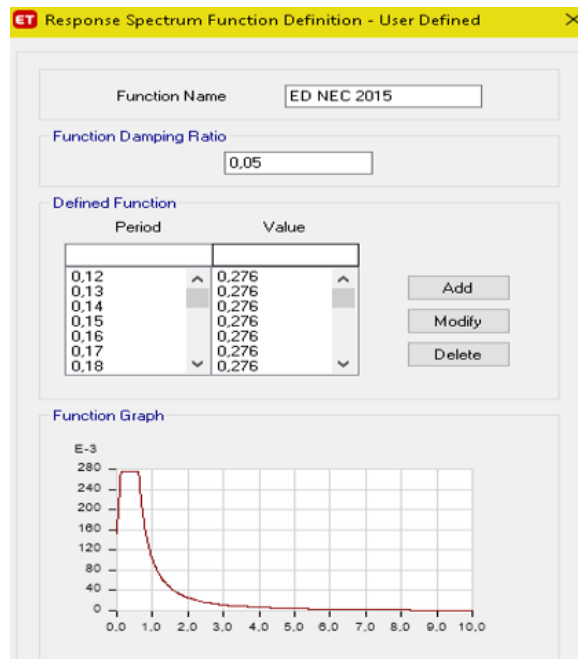 ET Response Spectrum Function Definition - User Defined
Function Name ED NEC 2015
Function Damping Ratio
0,05
Defined Function
Period Value
0,12 0,276
0,13 0,276
0,14 0,276
0,15 0,276
0,16 0,276
0,17 0,276
0,18 0,276
Add
Modify
Delete
Function Graph
E-3
280
240
200
160
120
80
40
0
0,0 1,0 2,0 3,0 4,0 5,0 6,0 7,0 8,0 9,0 10,0